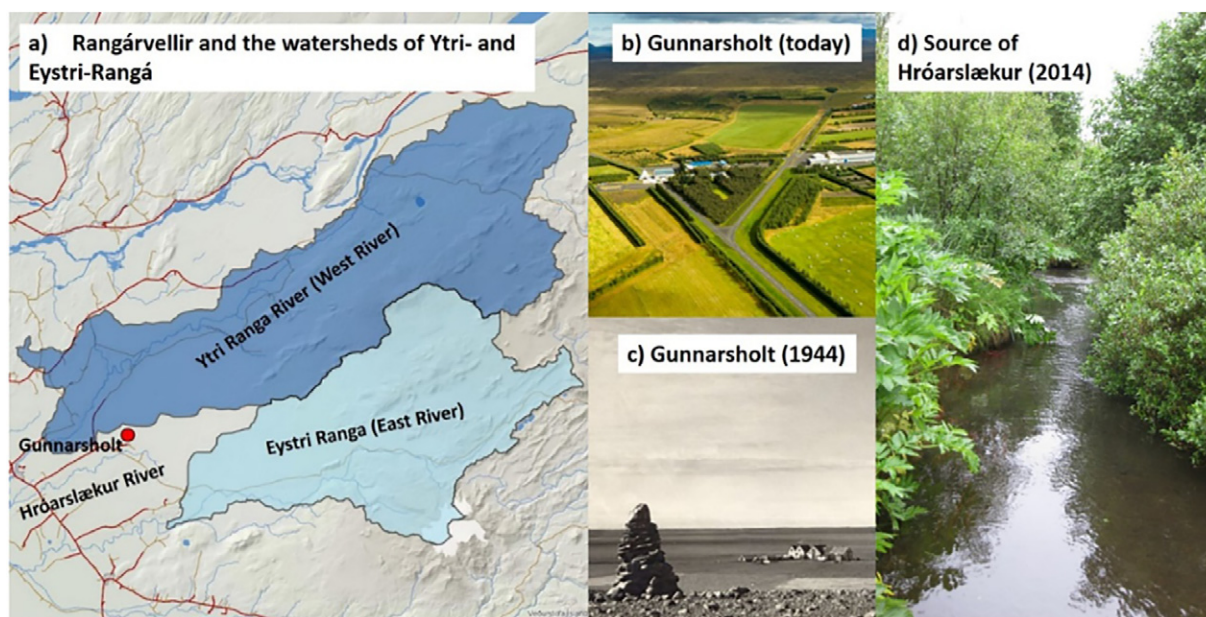 a) Rangárvellir and the watersheds of Ytri- and
Eystri-Rangá
Ytri Ranga River (West River)
Eystri Ranga (East River)
Gunnarsholt
Hróarslækur River
b) Gunnarsholt (today)
c) Gunnarsholt (1944)
d) Source of
Hróarslækur (2014)